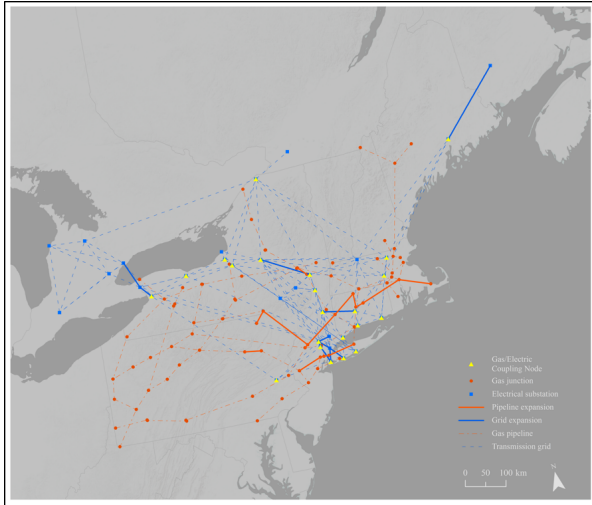 Gas/Electric
Coupling Node
Gas junction
Electrical substation
Pipeline expansion
Grid expansion
Gas pipeline
Transmission grid
0 50 100 km
N